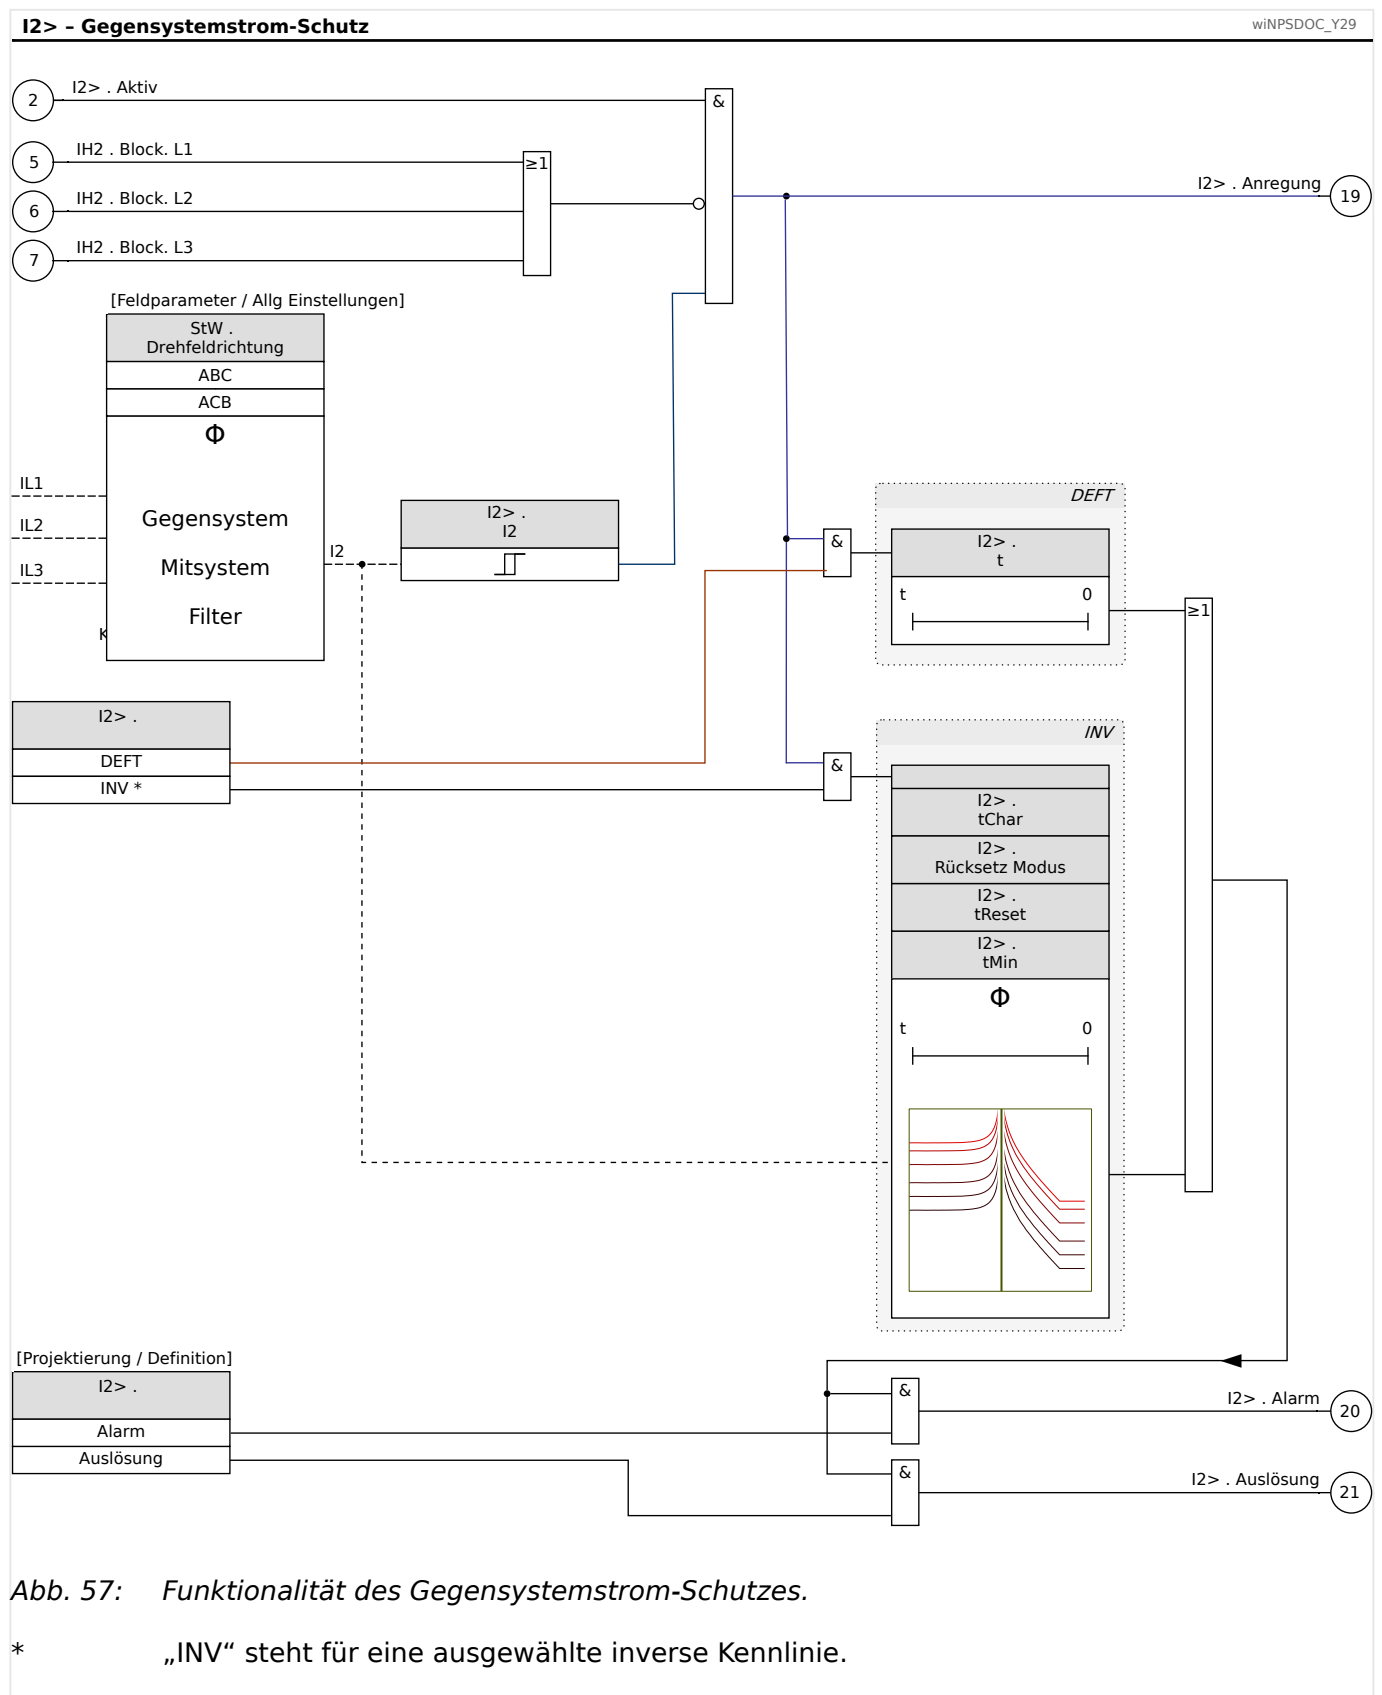 I2> – Gegensystemstrom-Schutz
wiNPSDOC_Y29
2
I2> . Aktiv
&
5
IH2 . Block. L1
≥1
6
IH2 . Block. L2
I2> . Anregung
19
7
IH2 . Block. L3
[Feldparameter / Allg Einstellungen]
StW .
Drehfeldrichtung
ABC
ACB
Φ
IL1
IL2
IL3
Gegensystem
Mitsystem
Filter
K
I2
I2> .
I2
&
DEFT
I2> .
t
t 0
≥1
I2> .
DEFT
INV *
&
INV
I2> .
tChar
I2> .
Rücksetz Modus
I2> .
tReset
I2> .
tMin
Φ
t 0
[Projektierung / Definition]
I2> .
Alarm
Auslösung
&
I2> . Alarm
20
&
I2> . Auslösung
21
Abb. 57: Funktionalität des Gegensystemstrom-Schutzes.
* „INV“ steht für eine ausgewählte inverse Kennlinie.